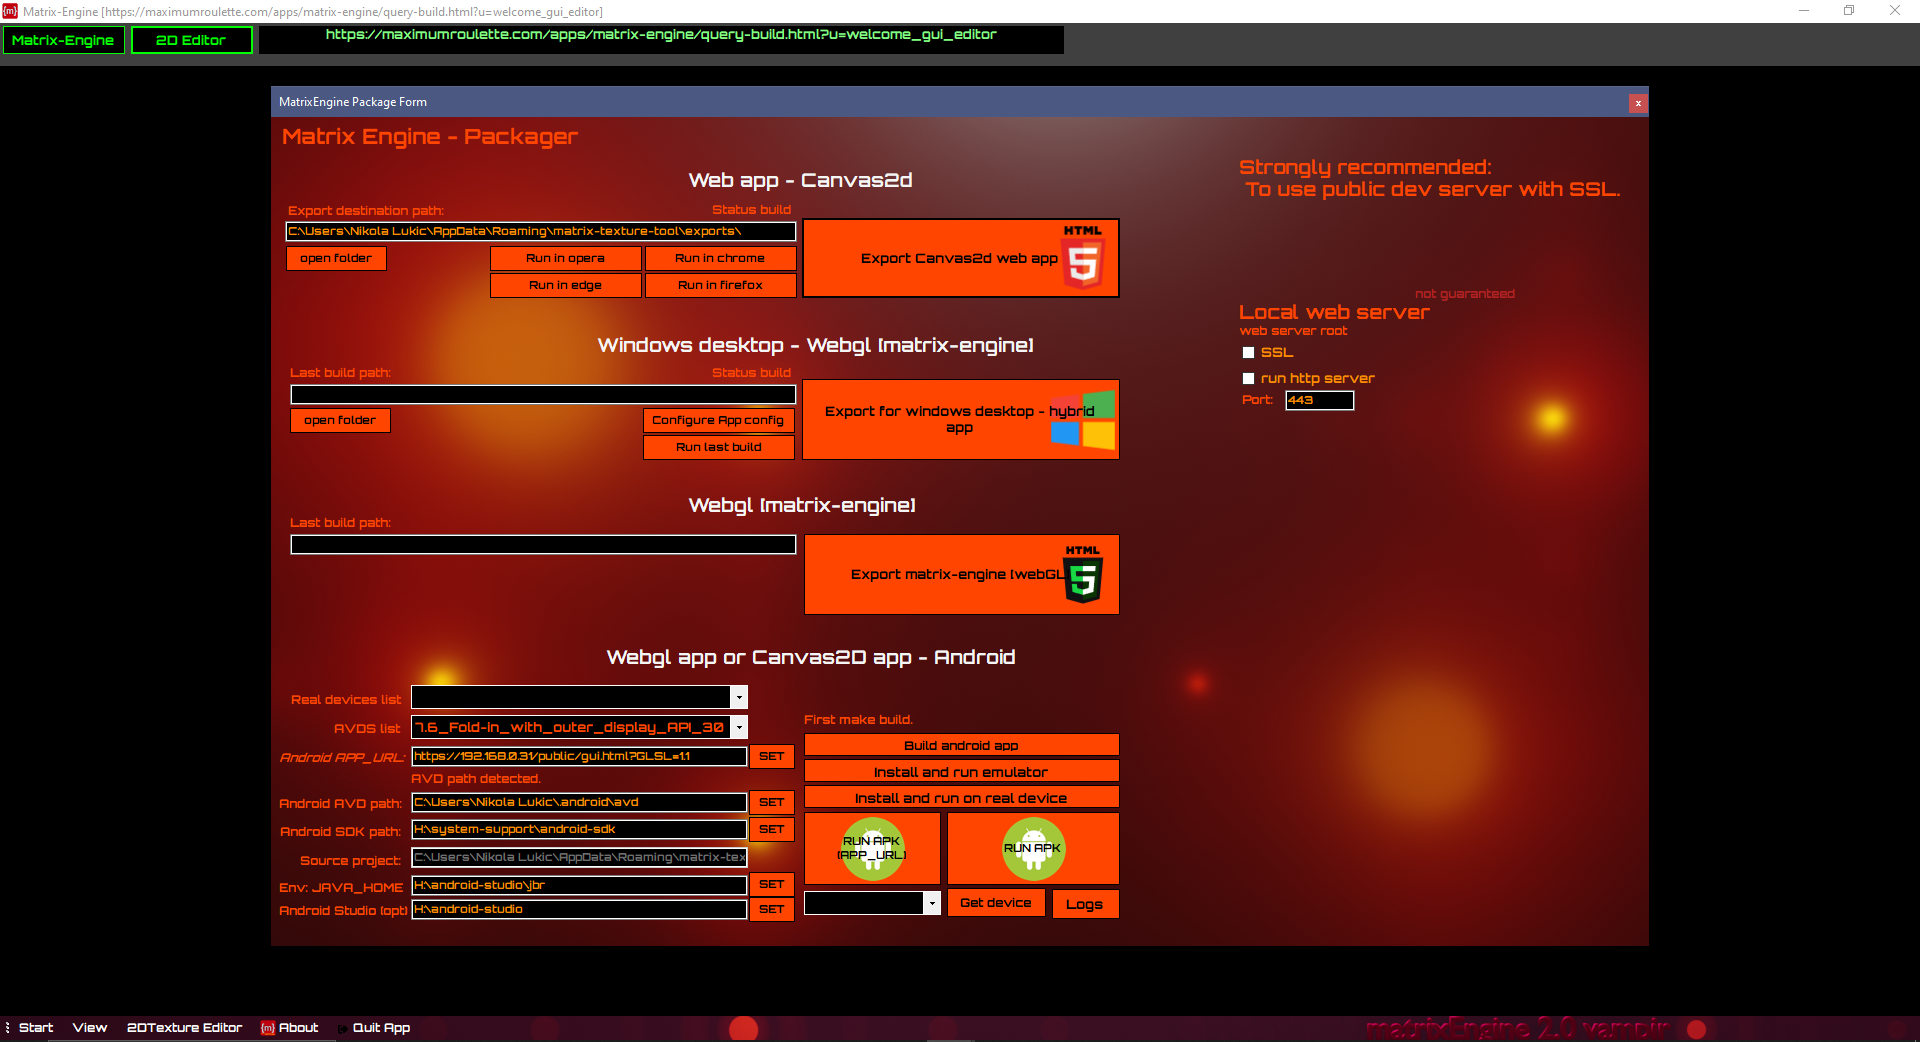 Matrix-Engine [https://maximumroulette.com/apps/matrix-engine/query-build.html?u=welcome_gui_editor]
Matrix-Engine
2D Editor
https://maximumroulette.com/apps/matrix-engine/query-build.html?u=welcome_gui_editor
MatrixEngine Package Form
x
Matrix Engine - Packager
Strongly recommended:
To use public dev server with SSL.
Web app - Canvas2d
Export destination path:
Status build
C:\Users\Nikola Lukic\AppData\Roaming\matrix-texture-tool\exports\
open folder
Run in opera
Run in chrome
Run in edge
Run in firefox
Export Canvas2d web app
HTML
5
not guaranteed
Local web server
web server root
SSL
run http server
Port:
443
Windows desktop - Webgl [matrix-engine]
Last build path:
Status build
open folder
Configure App config
Run last build
Export for windows desktop - hybrid
app
Webgl [matrix-engine]
Last build path:
Export matrix-engine [webGL
HTML
5
Webgl app or Canvas2D app - Android
Real devices list
AVDS list
7.6_Fold-in_with_outer_display_API_30
Android APP_URL:
https://192.168.0.31/public/gui.html?GLSL=1.1
SET
AVD path detected.
Android AVD path:
C:\Users\Nikola Lukic\.android\avd
SET
Android SDK path:
H:\system-support\android-sdk
SET
Source project:
C:\Users\Nikola Lukic\AppData\Roaming\matrix-tex
Env: JAVA_HOME
H:\android-studio\jbr
SET
Android Studio (opt)
H:\android-studio
SET
First make build.
Build android app
Install and run emulator
Install and run on real device
RUN APK
(APP_URL)
RUN APK
Get device
Logs
Start
View
2DTexture Editor
{m}
About
Quit App
matrixEngine 2.0 vampir